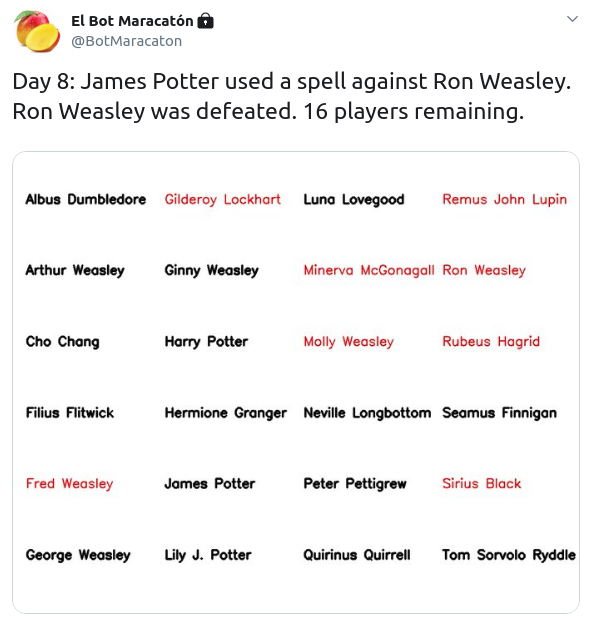 El Bot Maracatón
@BotMaracaton
Day 8: James Potter used a spell against Ron Weasley.
Ron Weasley was defeated. 16 players remaining.
Albus Dumbledore Gilderoy Lockhart Luna Lovegood Remus John Lupin
Arthur Weasley Ginny Weasley Minerva McGonagall Ron Weasley
Cho Chang Harry Potter Molly Weasley Rubeus Hagrid
Filius Flitwick Hermione Granger Neville Longbottom Seamus Finnigan
Fred Weasley James Potter Peter Pettigrew Sirius Black
George Weasley Lily J. Potter Quirinus Quirrell Tom Sorvolo Ryddle